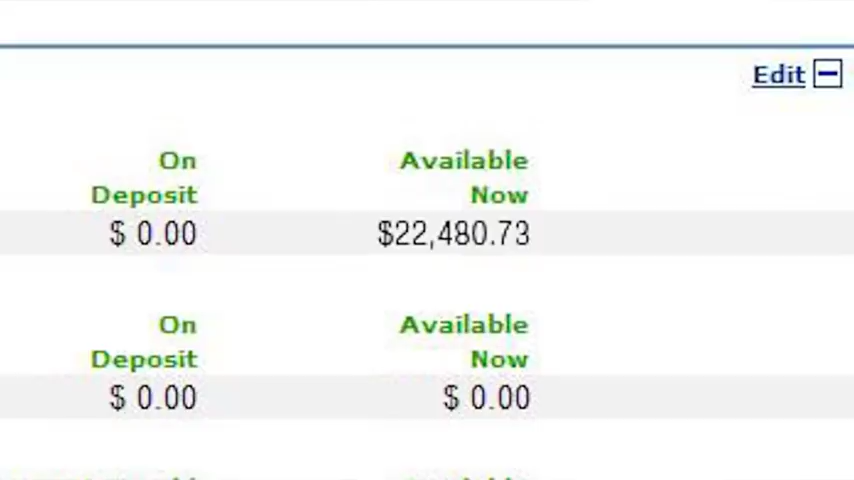 Edit
On Available
Deposit Now
$ 0.00 $22,480.73
On Available
Deposit Now
$ 0.00 $ 0.00